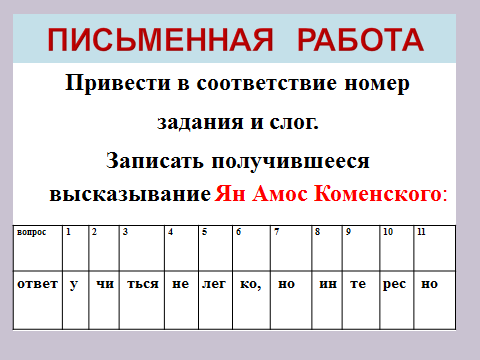 ПИСЬМЕННАЯ РАБОТА
Привести в соответствие номер
задания и слог.
Записать получившееся
высказывание Ян Амос Коменского:
вопрос 1 2 3 4 5 6 7 8 9 10 11
ответ у чи ться не лег ко, но ин те рес но